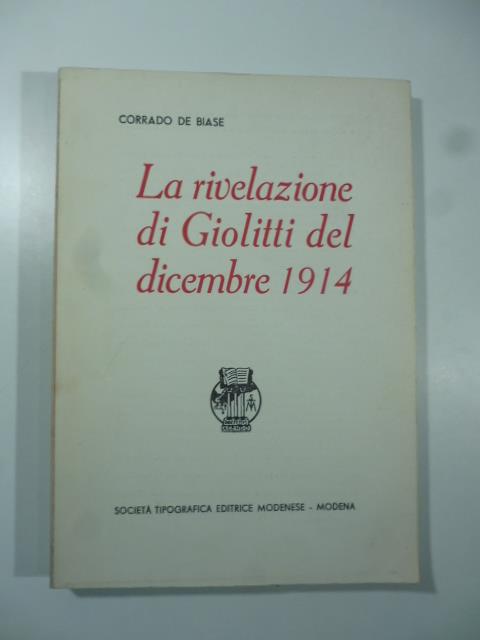 CORRADO DE BIASE
La rivelazione
di Giolitti del
dicembre 1914
SOCIETÀ TIPOGRAFICA EDITRICE MODENESE - MODENA